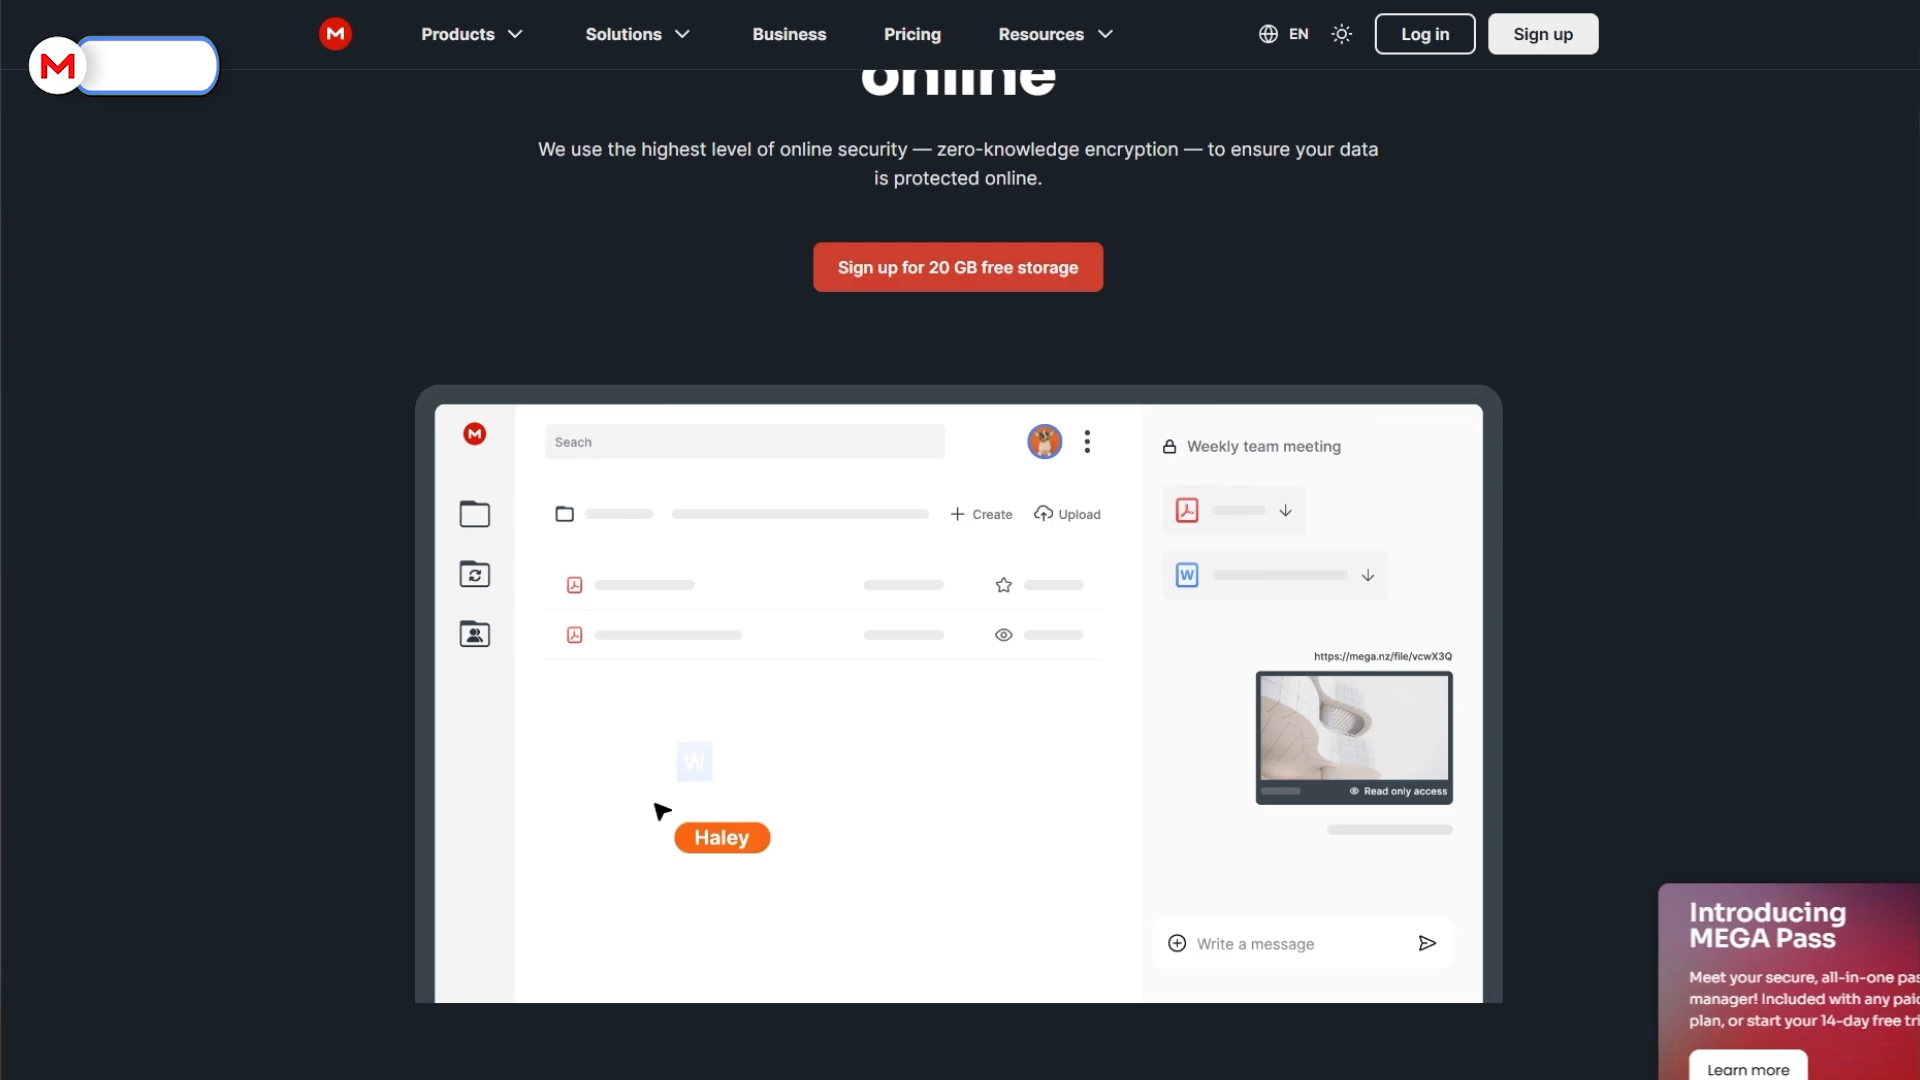 M
M
Products
Solutions
Business
Pricing
Resources
EN
Log in
Sign up
online
We use the highest level of online security — zero-knowledge encryption — to ensure your data
is protected online.
Sign up for 20 GB free storage
M
Seach
Weekly team meeting
Create
Upload
W
https://mega.nz/file/vcwX3Q
W
Read only access
Haley
Write a message
Introducing
MEGA Pass
Meet your secure, all-in-one pas
manager! Included with any paid
plan, or start your 14-day free tri
Learn more